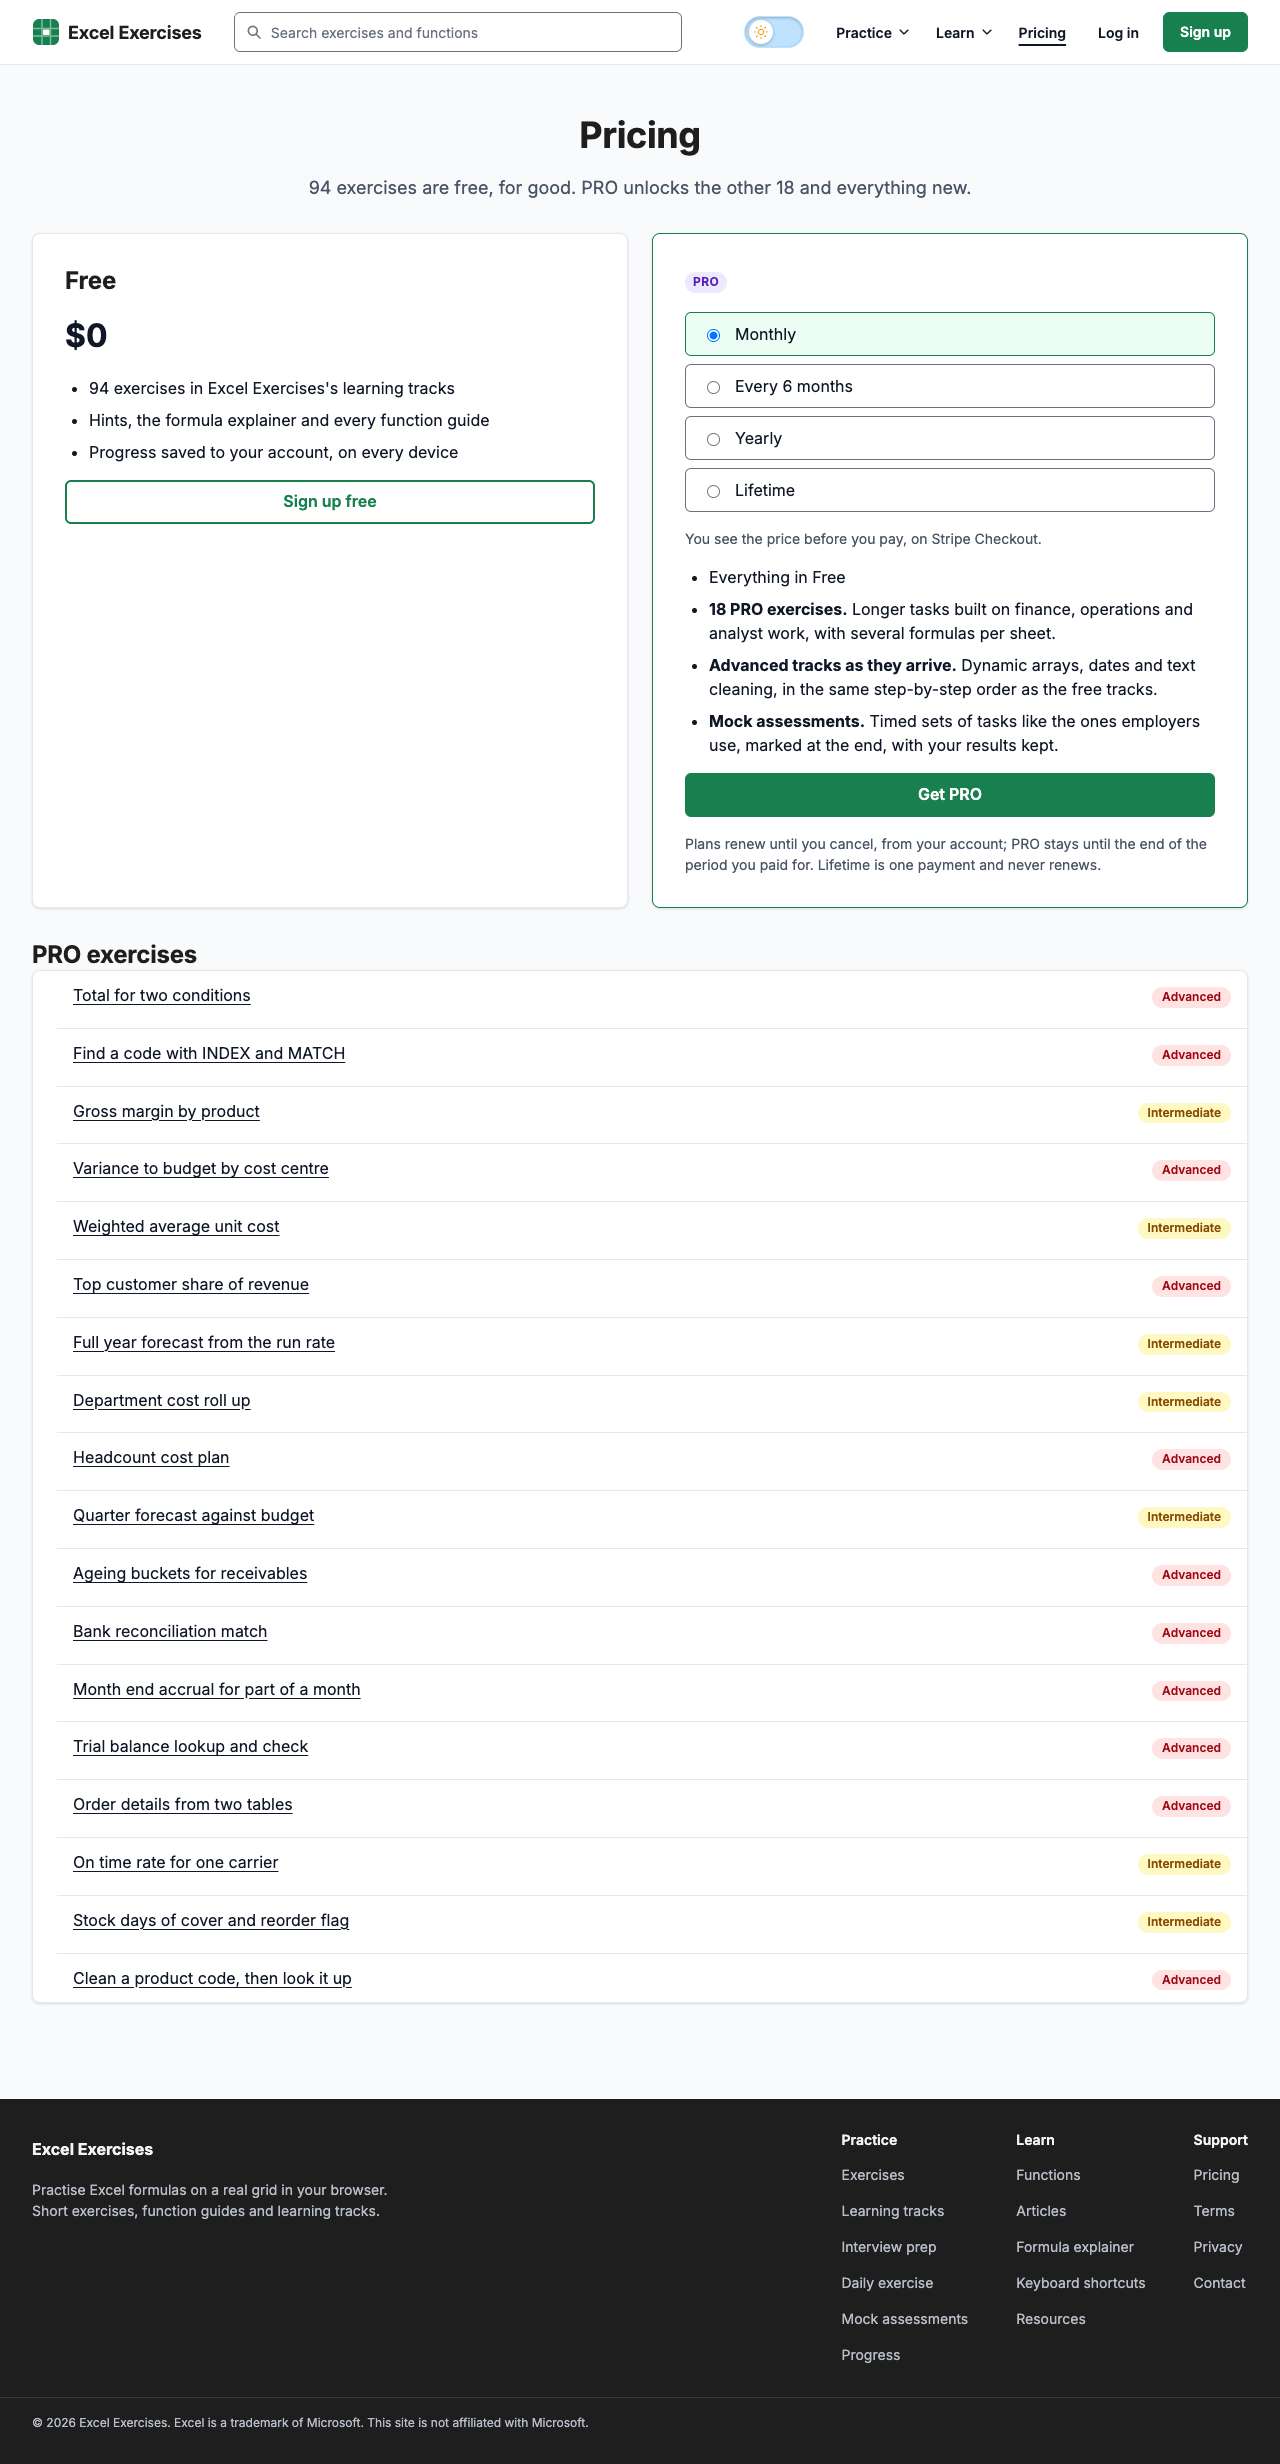 Excel Exercises
Search exercises and functions
Practice
Learn
Pricing
Log in
Sign up
Pricing
94 exercises are free, for good. PRO unlocks the other 18 and everything new.
Free
$0
94 exercises in Excel Exercises's learning tracks
Hints, the formula explainer and every function guide
Progress saved to your account, on every device
Sign up free
PRO
Monthly
Every 6 months
Yearly
Lifetime
You see the price before you pay, on Stripe Checkout.
Everything in Free
18 PRO exercises. Longer tasks built on finance, operations and
analyst work, with several formulas per sheet.
Advanced tracks as they arrive. Dynamic arrays, dates and text
cleaning, in the same step-by-step order as the free tracks.
Mock assessments. Timed sets of tasks like the ones employers
use, marked at the end, with your results kept.
Get PRO
Plans renew until you cancel, from your account; PRO stays until the end of the
period you paid for. Lifetime is one payment and never renews.
PRO exercises
Total for two conditions Advanced
Find a code with INDEX and MATCH Advanced
Gross margin by product Intermediate
Variance to budget by cost centre Advanced
Weighted average unit cost Intermediate
Top customer share of revenue Advanced
Full year forecast from the run rate Intermediate
Department cost roll up Intermediate
Headcount cost plan Advanced
Quarter forecast against budget Intermediate
Ageing buckets for receivables Advanced
Bank reconciliation match Advanced
Month end accrual for part of a month Advanced
Trial balance lookup and check Advanced
Order details from two tables Advanced
On time rate for one carrier Intermediate
Stock days of cover and reorder flag Intermediate
Clean a product code, then look it up Advanced
Excel Exercises
Practise Excel formulas on a real grid in your browser.
Short exercises, function guides and learning tracks.
Practice
Exercises
Learning tracks
Interview prep
Daily exercise
Mock assessments
Progress
Learn
Functions
Articles
Formula explainer
Keyboard shortcuts
Resources
Support
Pricing
Terms
Privacy
Contact
© 2026 Excel Exercises. Excel is a trademark of Microsoft. This site is not affiliated with Microsoft.